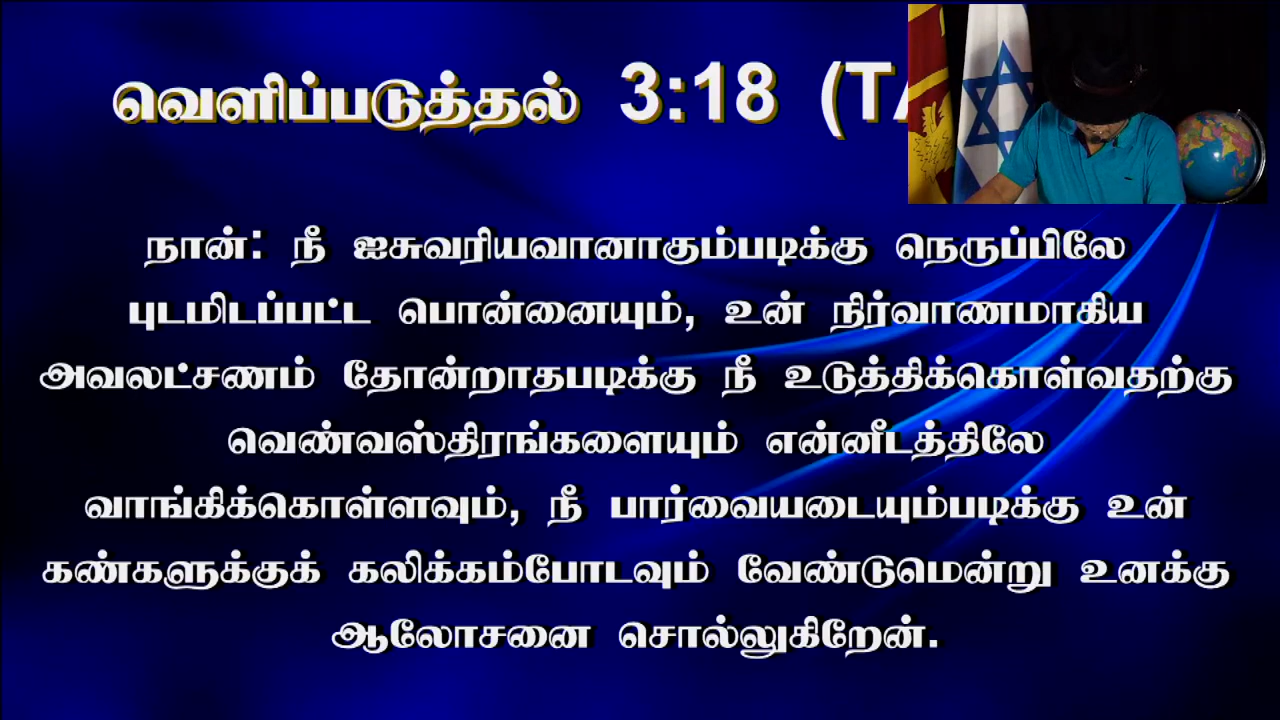 வெளிப்படுத்தல் 3:18 (TA
நான்: நீ ஐசுவரியவானாகும்படிக்கு நெருப்பிலே
புடமிடப்பட்ட பொன்னையும், உன் நிர்வாணமாகிய
அவலட்சணம் தோன்றாதபடிக்கு நீ உடுத்திக்கொள்வதற்கு
வெண்வஸ்திரங்களையும் என்னிடத்திலே
வாங்கிக்கொள்ளவும், நீ பார்வையடையும்படிக்கு உன்
கண்களுக்குக் கலிக்கம்போடவும் வேண்டுமென்று உனக்கு
ஆலோசனை சொல்லுகிறேன்.